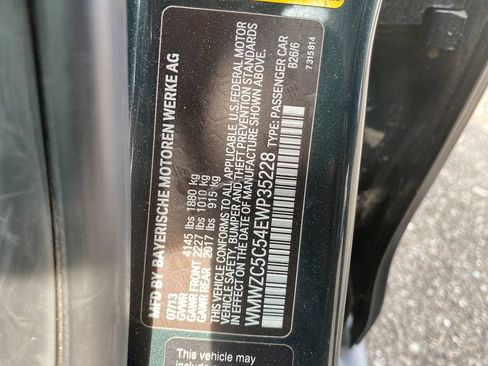 MFD BY BAYERISCHE MOTOREN WERKE AG
07/13
GVWR 4145 lbs 1880 kg
GAWR FRONT 2227 lbs 1010 kg
GAWR REAR 2017 lbs 915 kg
THIS VEHICLE CONFORMS TO ALL APPLICABLE U.S.FEDERAL MOTOR
VEHICLE SAFETY, BUMPER AND THEFT PREVENTION STANDARDS
IN EFFECT ON THE DATE OF MANUFACTURE SHOWN ABOVE.
WMWZC5C54EWP35228 TYPE: PASSENGER CAR
B26/6
7315814
This vehicle may